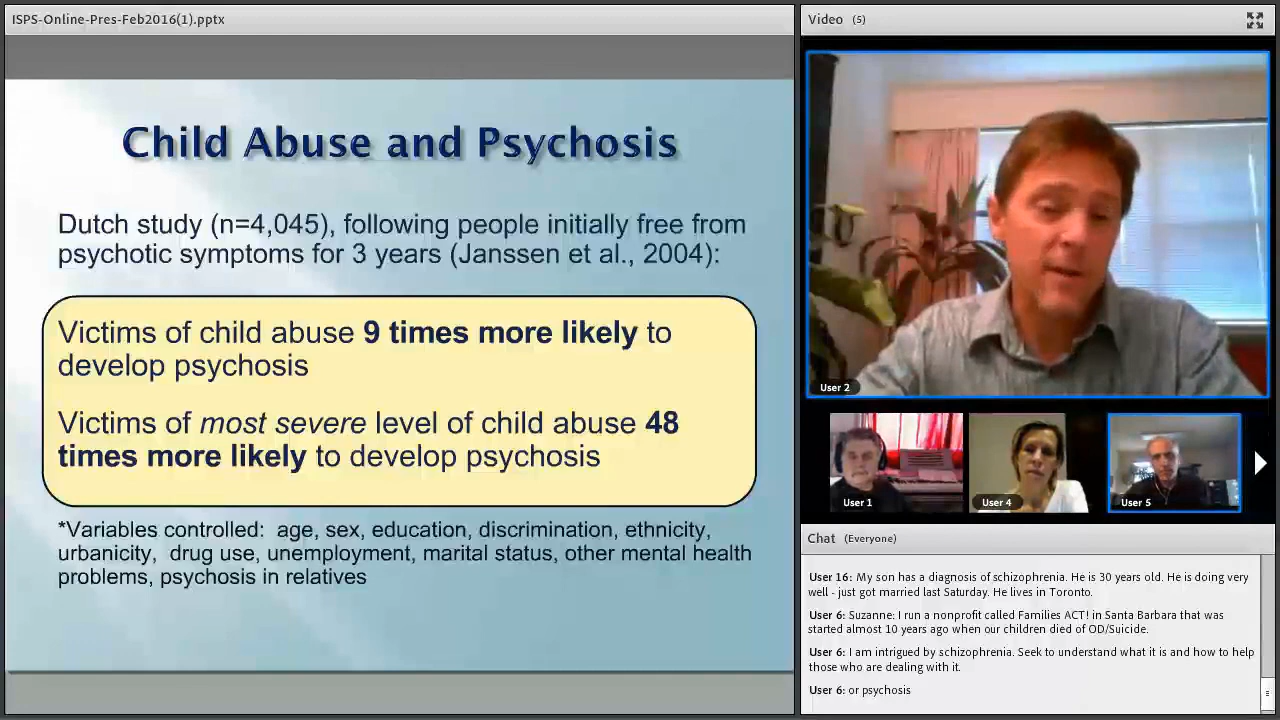 ISPS-Online-Pres-Feb2016(1).pptx
Child Abuse and Psychosis
Dutch study (n=4,045), following people initially free from
psychotic symptoms for 3 years (Janssen et al., 2004):
Victims of child abuse 9 times more likely to
develop psychosis
Victims of most severe level of child abuse 48
times more likely to develop psychosis
*Variables controlled: age, sex, education, discrimination, ethnicity,
urbanicity, drug use, unemployment, marital status, other mental health
problems, psychosis in relatives
Video (5)
User 2
User 1
User 4
User 5
Chat (Everyone)
User 16: My son has a diagnosis of schizophrenia. He is 30 years old. He is doing very
well - just got married last Saturday. He lives in Toronto.
User 6: Suzanne: I run a nonprofit called Families ACT! in Santa Barbara that was
started almost 10 years ago when our children died of OD/Suicide.
User 6: I am intrigued by schizophrenia. Seek to understand what it is and how to help
those who are dealing with it.
User 6: or psychosis